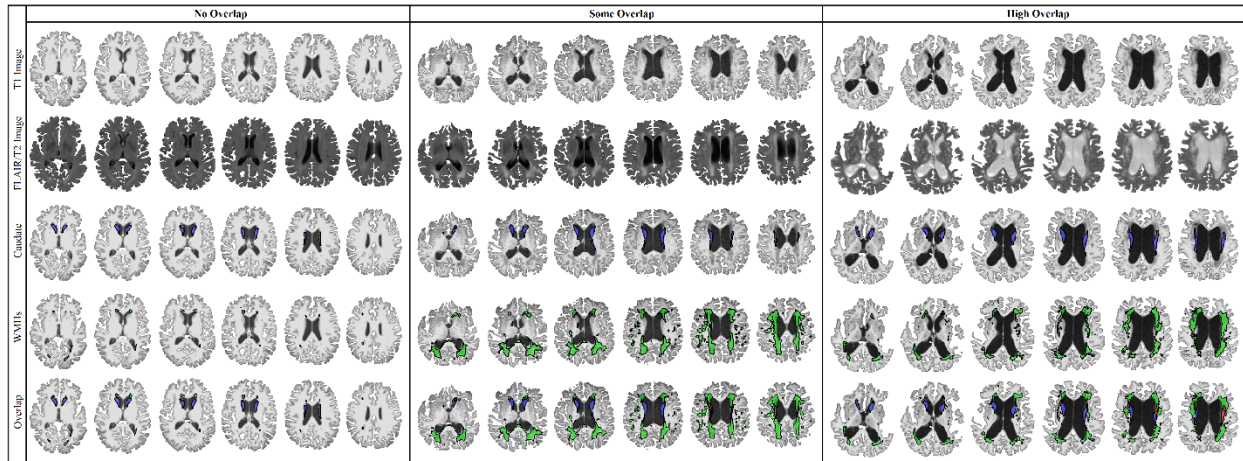 No Overlap
Some Overlap
High Overlap
T1 Image
FLAIR/T2 Image
Caudate
WMHs
Overlap